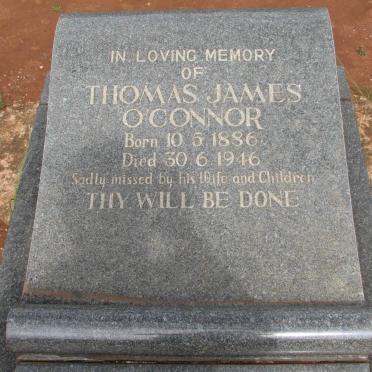 IN LOVING MEMORY
OF
THOMAS JAMES
O'CONNOR
Born 10 5 1886
Died 30 6 1946
Sadly missed by his Wife and Children
THY WILL BE DONE